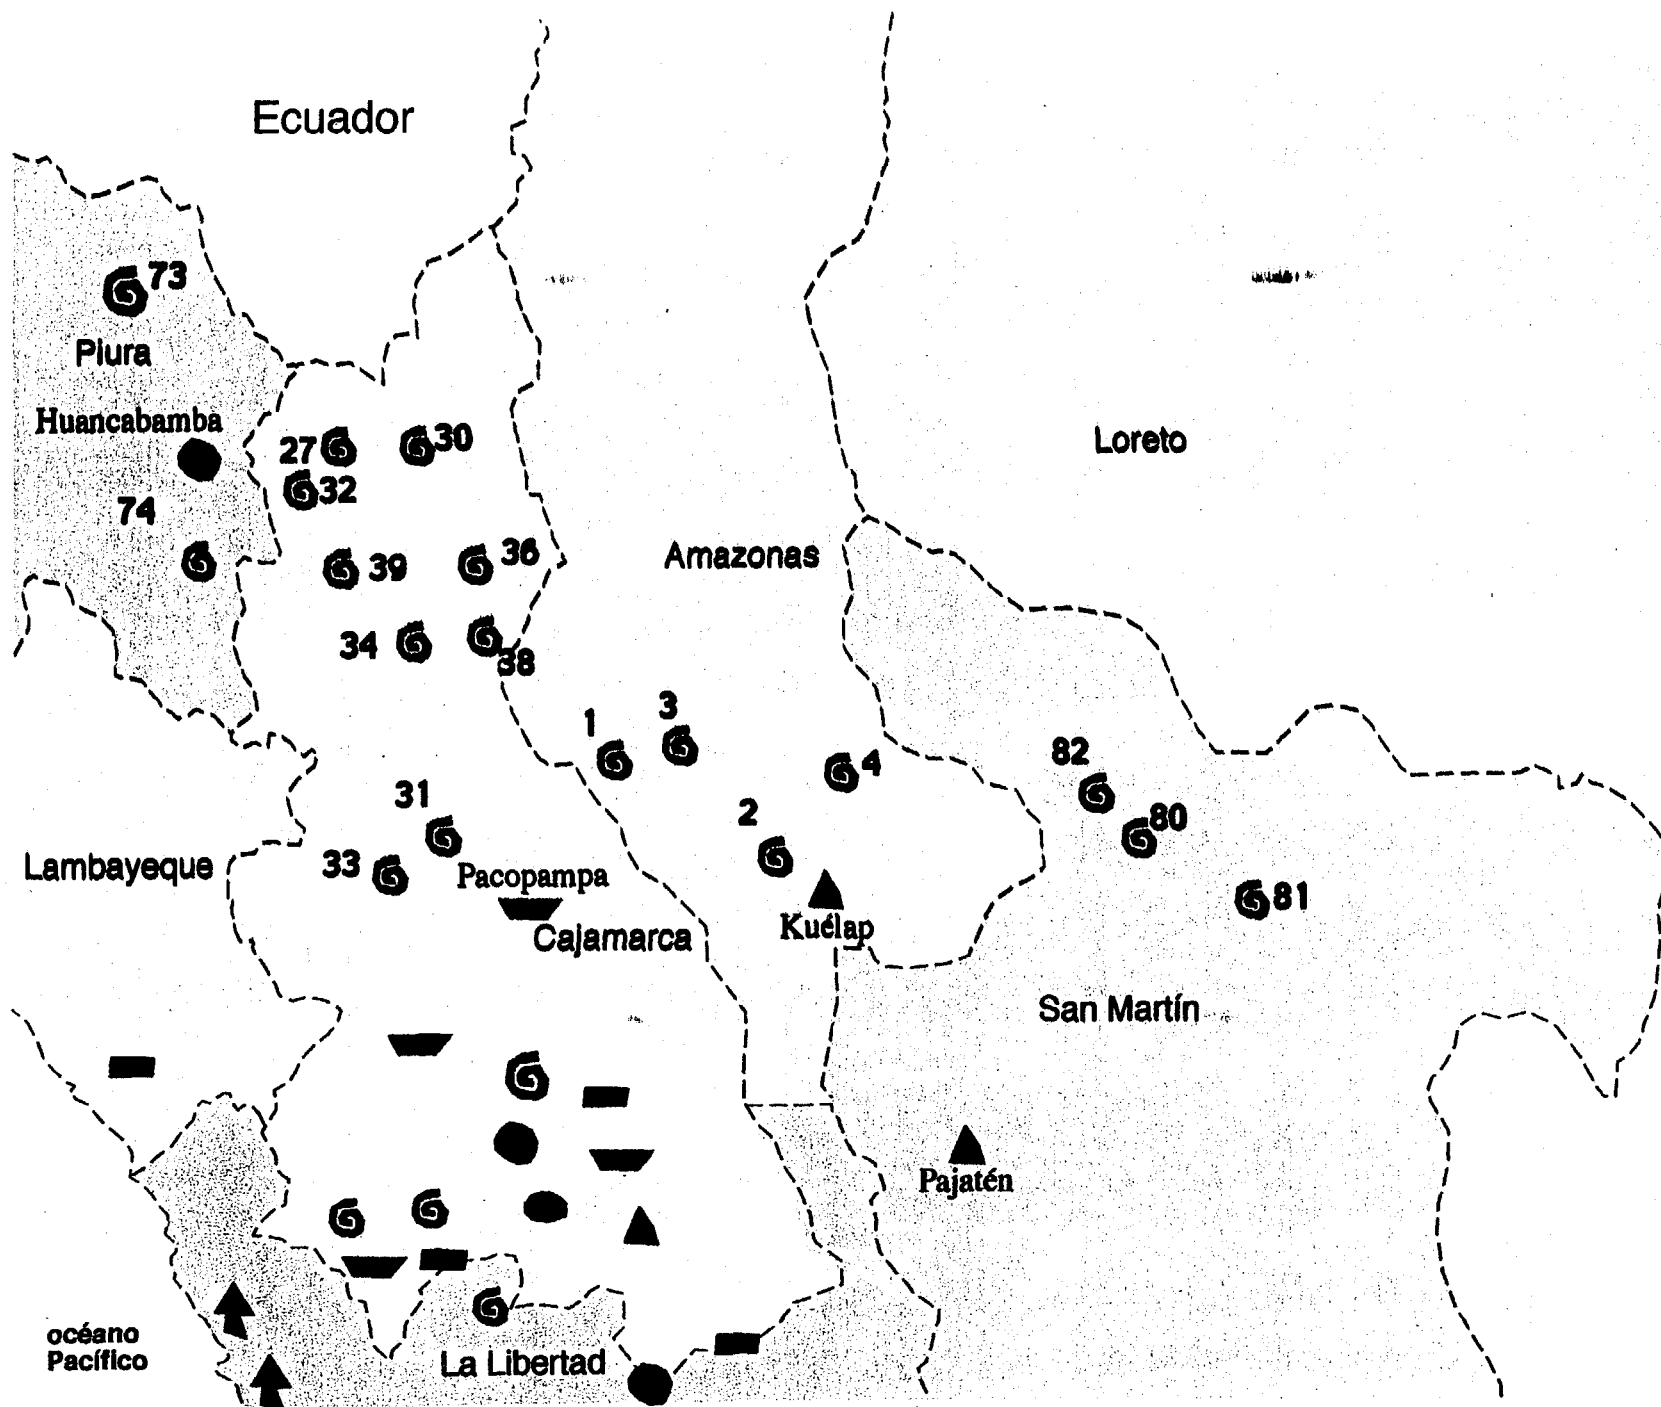 Ecuador
73
Piura
Huancabamba
27
30
32
Loreto
74
39
36
Amazonas
34
38
1
3
4
82
31
2
80
33
Lambayeque
Pacopampa
81
Cajamarca
Kuélap
San Martín
Pajatén
océano
Pacífico
La Libertad